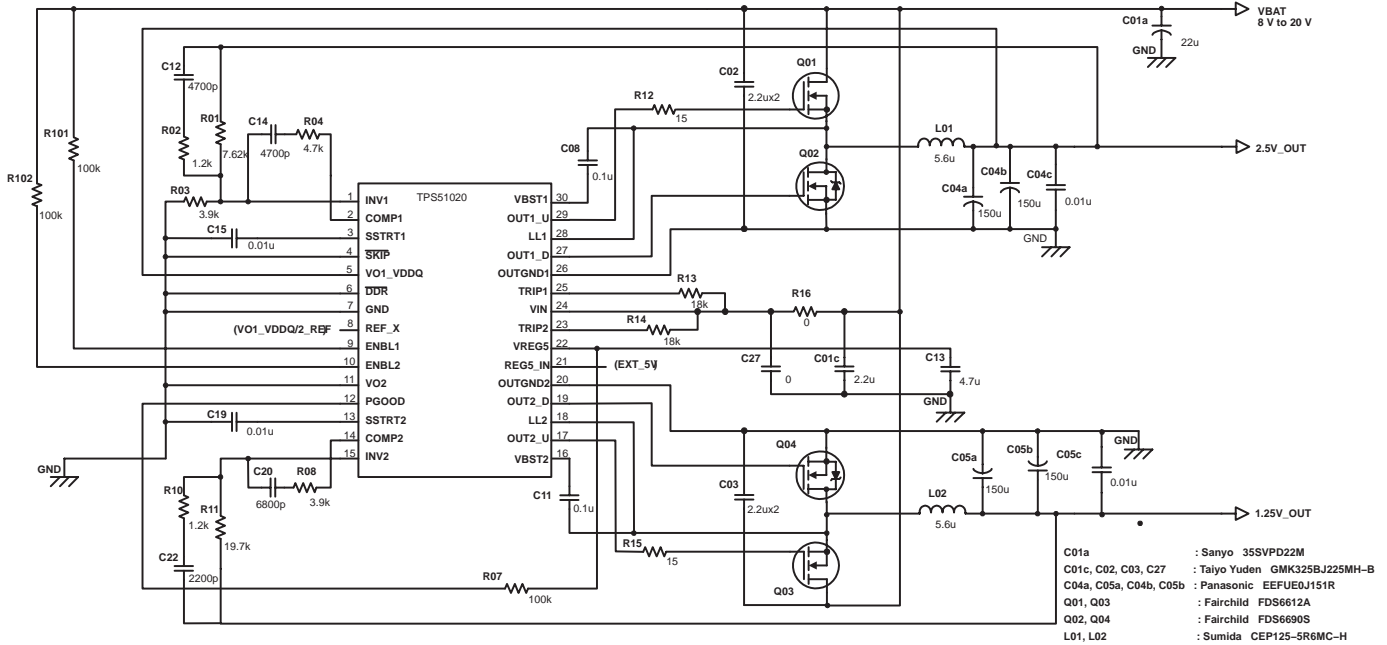 VBAT
8 V to 20 V
C01a
22u
GND
C12
4700p
R02
1.2k
R01
7.62k
C14
4700p
R04
4.7k
R101
100k
R102
100k
R03
3.9k
C15
0.01u
C02
2.2ux2
Q01
R12
15
C08
0.1u
Q02
L01
5.6u
2.5V_OUT
C04a
150u
C04b
150u
C04c
0.01u
GND
TPS51020
1 INV1
2 COMP1
3 SSTRT1
4 SKIP
5 VO1_VDDQ
6 DDR
7 GND
8 REF_X
9 ENBL1
10 ENBL2
11 VO2
12 PGOOD
13 SSTRT2
14 COMP2
15 INV2
VBST1 30
OUT1_U 29
LL1 28
OUT1_D 27
OUTGND1 26
TRIP1 25
VIN 24
TRIP2 23
VREG5 22
REG5_IN 21
OUTGND2 20
OUT2_D 19
LL2 18
OUT2_U 17
VBST2 16
(VO1_VDDQ/2_REF)
(EXT_5V)
R13
18k
R14
18k
R16
0
C27
0
C01c
2.2u
C13
4.7u
GND
C19
0.01u
GND
C20
6800p
R08
3.9k
R10
1.2k
R11
19.7k
C22
2200p
R07
100k
C11
0.1u
R15
15
C03
2.2ux2
Q04
Q03
L02
5.6u
C05a
150u
C05b
150u
C05c
0.01u
GND
1.25V_OUT
C01a : Sanyo 35SVPD22M
C01c, C02, C03, C27 : Taiyo Yuden GMK325BJ225MH–B
C04a, C05a, C04b, C05b : Panasonic EEFUE0J151R
Q01, Q03 : Fairchild FDS6612A
Q02, Q04 : Fairchild FDS6690S
L01, L02 : Sumida CEP125–5R6MC–H